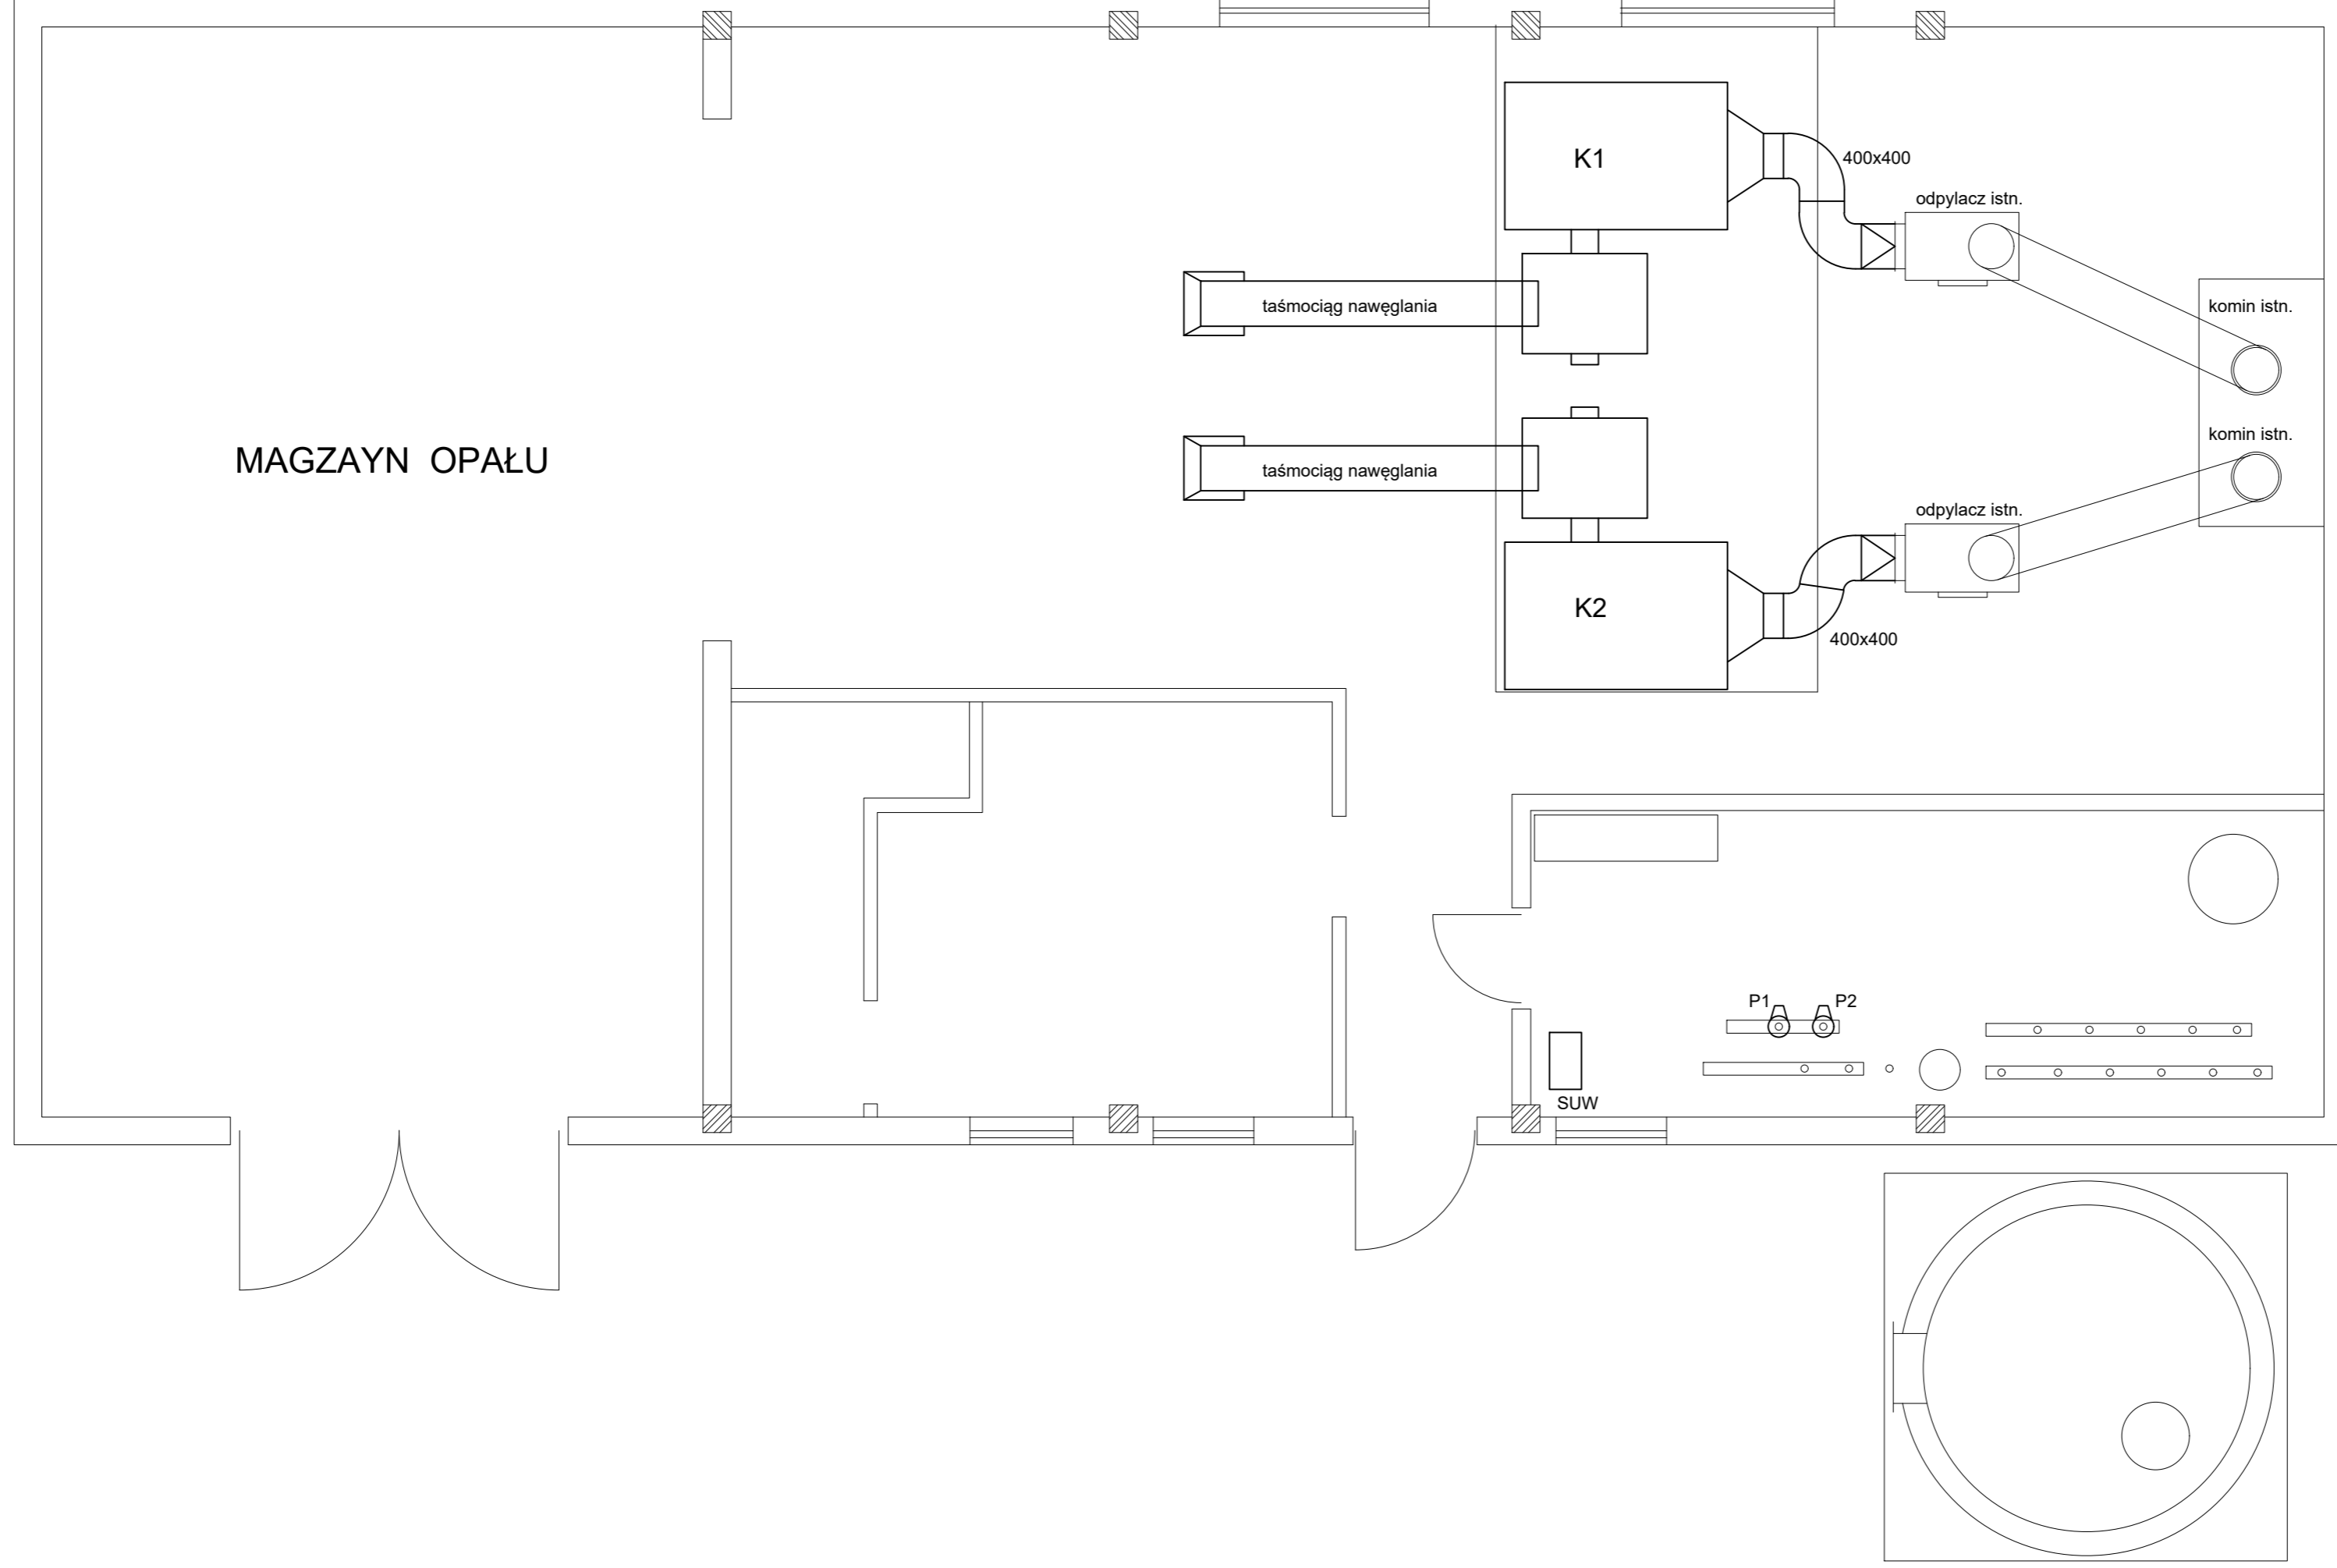 K1
400x400
odpylacz istn.
taśmociąg nawęglania
komin istn.
komin istn.
MAGZAYN OPAŁU
taśmociąg nawęglania
odpylacz istn.
K2
400x400
P1
P2
SUW